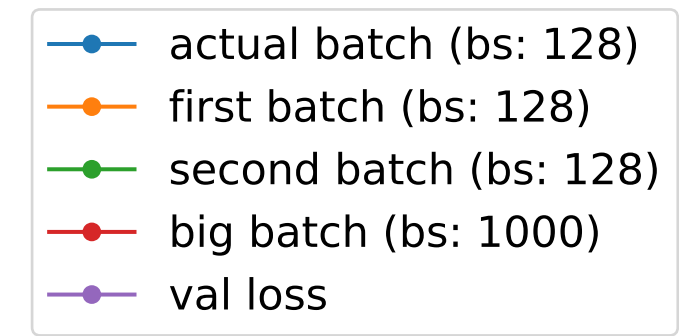 actual batch (bs: 128)
first batch (bs: 128)
second batch (bs: 128)
big batch (bs: 1000)
val loss